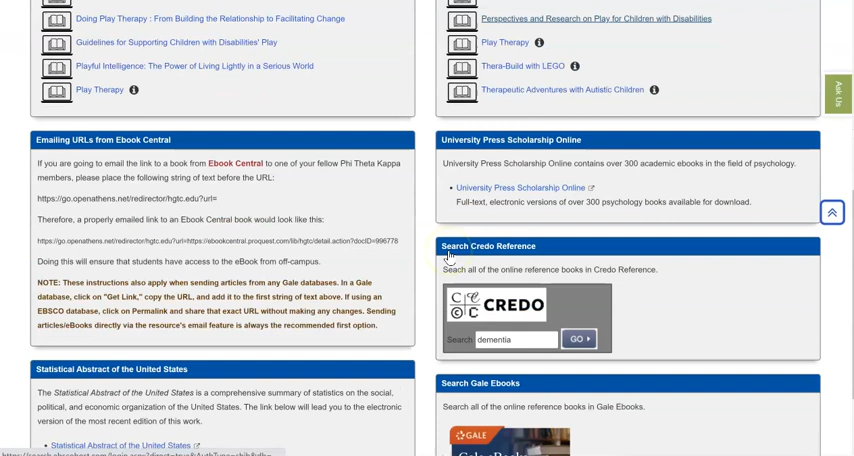 Doing Play Therapy : From Building the Relationship to Facilitating Change
Guidelines for Supporting Children with Disabilities' Play
Playful Intelligence: The Power of Living Lightly in a Serious World
Play Therapy
Perspectives and Research on Play for Children with Disabilities
Play Therapy
Thera-Build with LEGO
Therapeutic Adventures with Autistic Children
Ask Us
Emailing URLs from Ebook Central
If you are going to email the link to a book from Ebook Central to one of your fellow Phi Theta Kappa
members, please place the following string of text before the URL:
https://go.openathens.net/redirector/hgtc.edu?url=
Therefore, a properly emailed link to an Ebook Central book would look like this:
https://go.openathens.net/redirector/hgtc.edu?url=https://ebookcentral.proquest.com/lib/hgtc/detail.action?docID=996778
Doing this will ensure that students have access to the eBook from off-campus.
NOTE: These instructions also apply when sending articles from any Gale databases. In a Gale
database, click on "Get Link," copy the URL, and add it to the first string of text above. If using an
EBSCO database, click on Permalink and share that exact URL without making any changes. Sending
articles/eBooks directly via the resource's email feature is always the recommended first option.
University Press Scholarship Online
University Press Scholarship Online contains over 300 academic ebooks in the field of psychology.
University Press Scholarship Online
Full-text, electronic versions of over 300 psychology books available for download.
Search Credo Reference
Seach all of the online reference books in Credo Reference.
CREDO
Search dementia GO
Statistical Abstract of the United States
The Statistical Abstract of the United States is a comprehensive summary of statistics on the social,
political, and economic organization of the United States. The link below will lead you to the electronic
version of the most recent edition of this work.
Statistical Abstract of the United States
Search Gale Ebooks
Search all of the online reference books in Gale Ebooks.
GALE